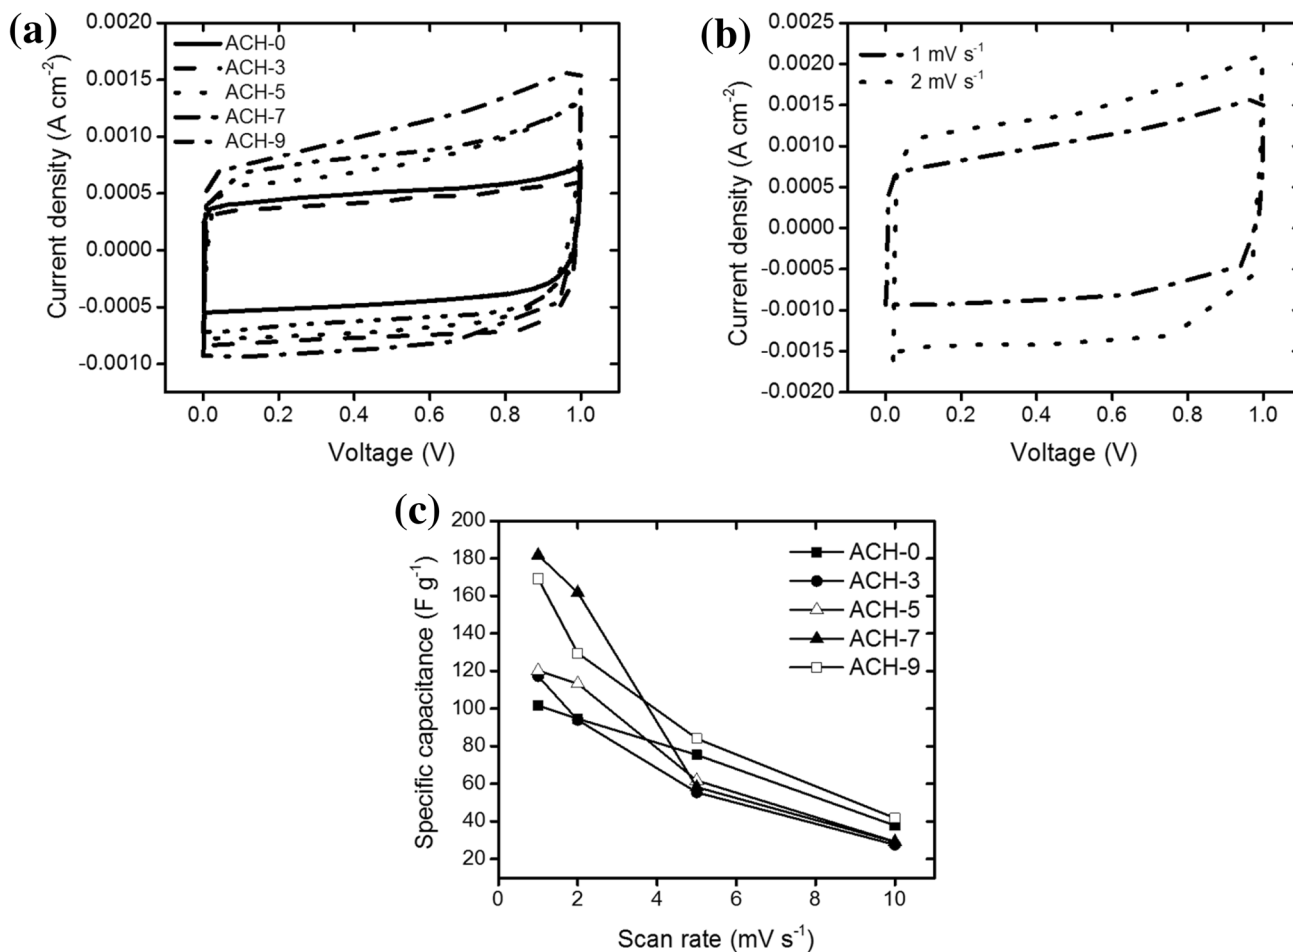 (a)
0.0020
0.0015
0.0010
0.0005
0.0000
-0.0005
-0.0010
Current density (A cm⁻²)
ACH-0
ACH-3
ACH-5
ACH-7
ACH-9
0.0 0.2 0.4 0.6 0.8 1.0
Voltage (V)
(b)
0.0025
0.0020
0.0015
0.0010
0.0005
0.0000
-0.0005
-0.0010
-0.0015
-0.0020
Current density (A cm⁻²)
1 mV s⁻¹
2 mV s⁻¹
0.0 0.2 0.4 0.6 0.8 1.0
Voltage (V)
(c)
200
180
160
140
120
100
80
60
40
20
Specific capacitance (F g⁻¹)
ACH-0
ACH-3
ACH-5
ACH-7
ACH-9
0 2 4 6 8 10
Scan rate (mV s⁻¹)